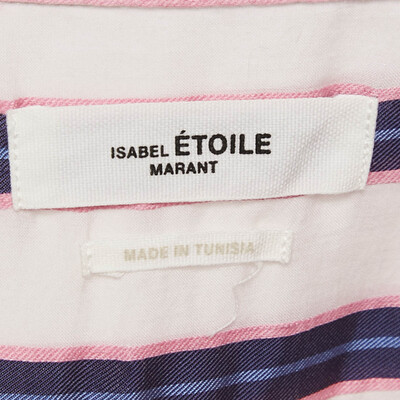 ISABEL ÉTOILE
MARANT
MADE IN TUNISIA